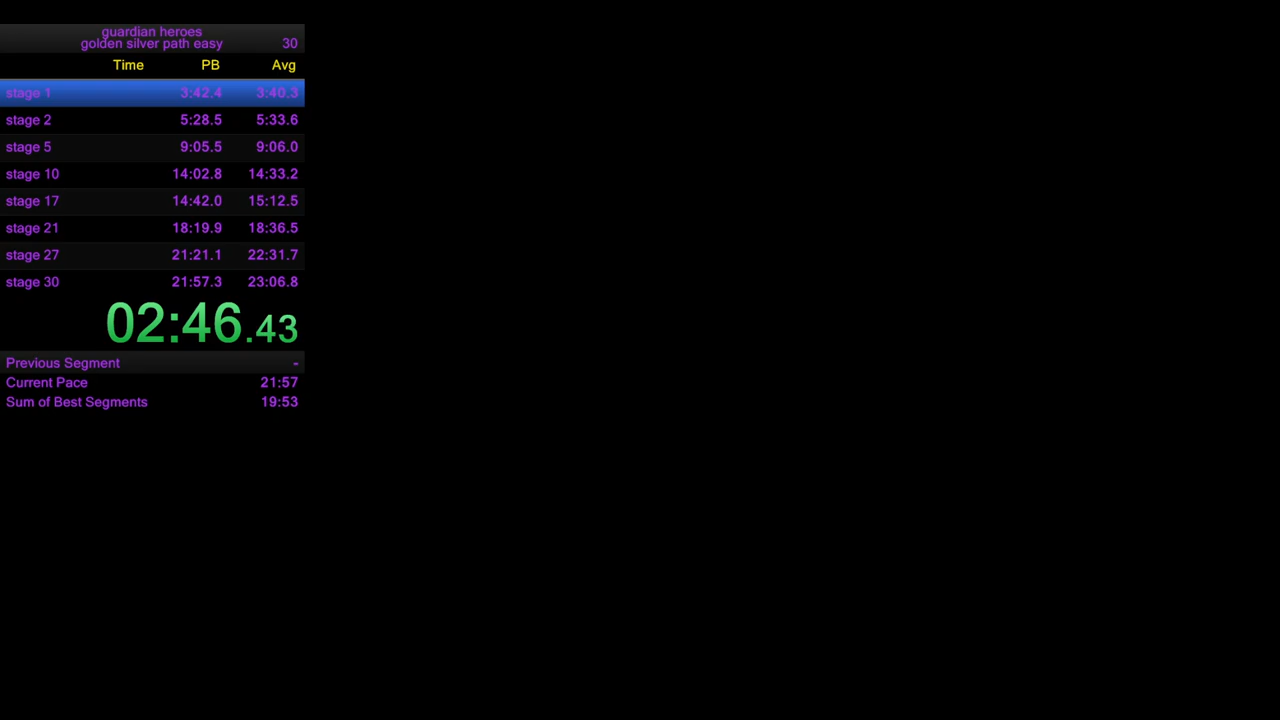 guardian heroes
golden silver path easy 30
Time PB Avg
stage 1 3:42.4 3:40.3
stage 2 5:28.5 5:33.6
stage 5 9:05.5 9:06.0
stage 10 14:02.8 14:33.2
stage 17 14:42.0 15:12.5
stage 21 18:19.9 18:36.5
stage 27 21:21.1 22:31.7
stage 30 21:57.3 23:06.8
02:46.43
Previous Segment -
Current Pace 21:57
Sum of Best Segments 19:53